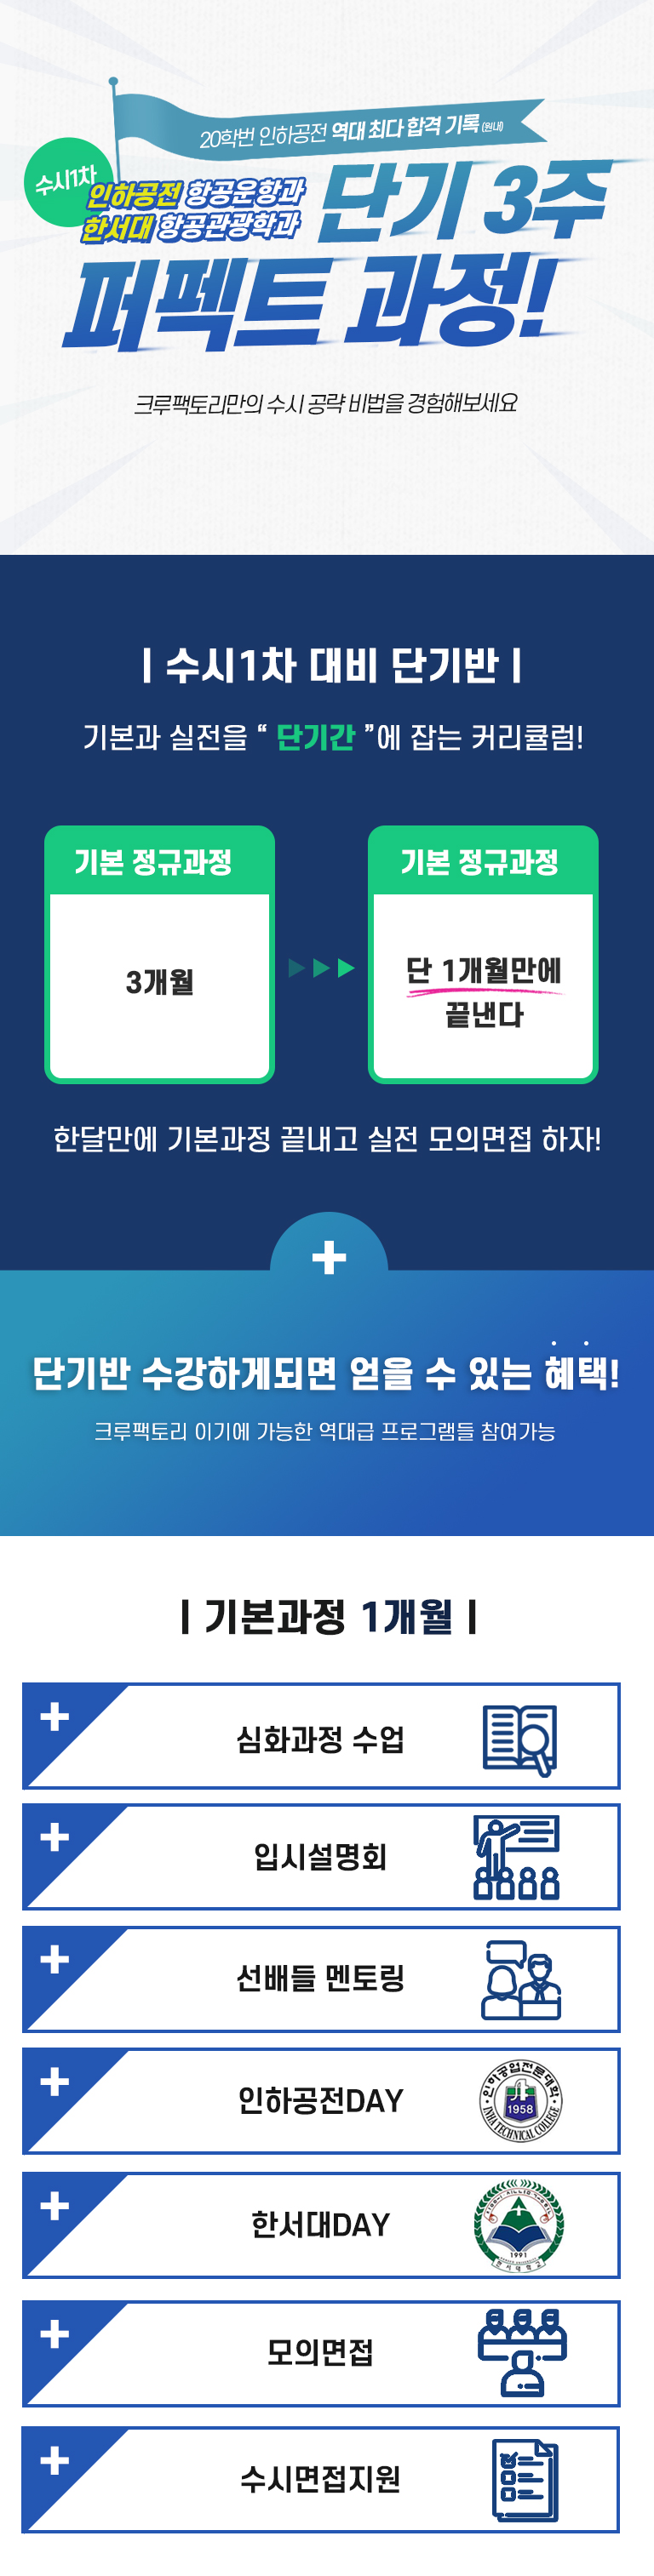 20학번 인하공전 역대 최다 합격 기록 (원내)
수시1차
인하공전 항공운항과
한서대 항공관광학과
단기 3주
퍼펙트 과정!
크루팩토리만의 수시 공략 비법을 경험해보세요
| 수시1차 대비 단기반 |
기본과 실전을 “ 단기간 ”에 잡는 커리큘럼!
기본 정규과정
3개월
기본 정규과정
단 1개월만에
끝낸다
한달만에 기본과정 끝내고 실전 모의면접 하자!
+
단기반 수강하게되면 얻을 수 있는 혜택!
크루팩토리 이기에 가능한 역대급 프로그램들 참여가능
| 기본과정 1개월 |
+ 심화과정 수업
+ 입시설명회
+ 선배들 멘토링
+ 인하공전DAY
인하공업전문대학
1958
INHA TECHNICAL COLLEGE
+ 한서대DAY
1991
한서대학교
+ 모의면접
+ 수시면접지원